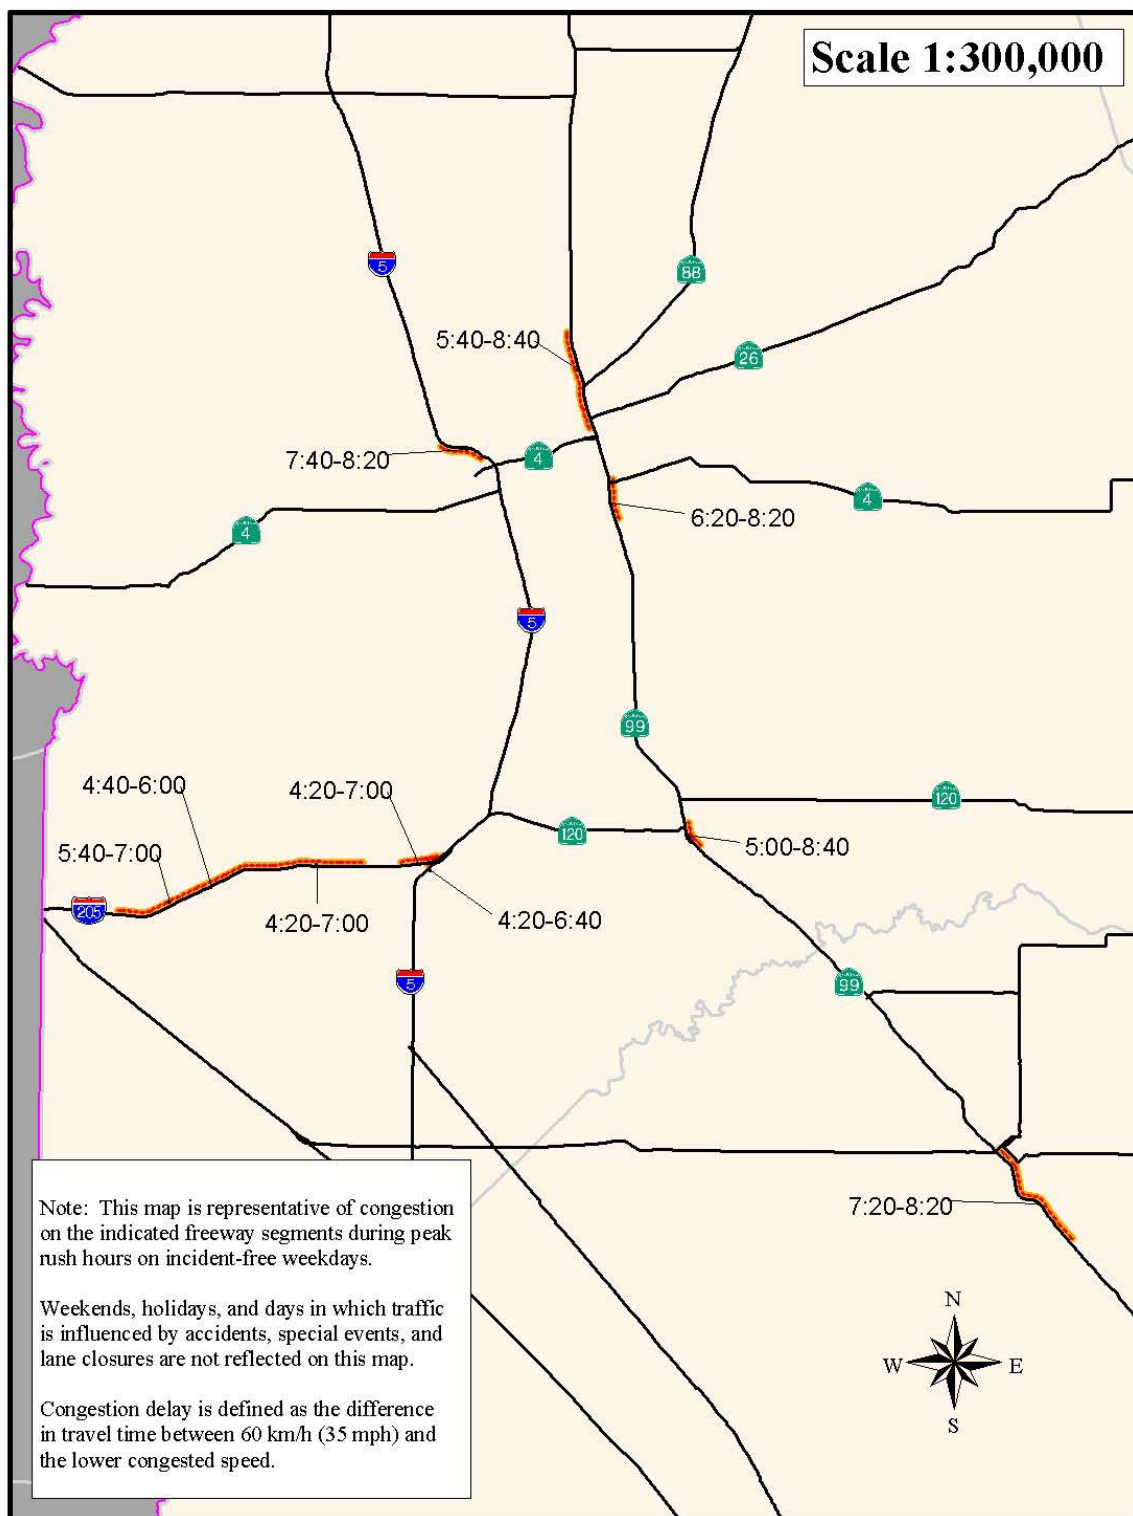 Scale 1:300,000
5
88
5:40-8:40
26
7:40-8:20
4
4
6:20-8:20
4
5
99
4:40-6:00
4:20-7:00
120
120
5:00-8:40
5:40-7:00
205
4:20-7:00
4:20-6:40
5
99
7:20-8:20
Note: This map is representative of congestion
on the indicated freeway segments during peak
rush hours on incident-free weekdays.
Weekends, holidays, and days in which traffic
is influenced by accidents, special events, and
lane closures are not reflected on this map.
Congestion delay is defined as the difference
in travel time between 60 km/h (35 mph) and
the lower congested speed.
N
W
E
S